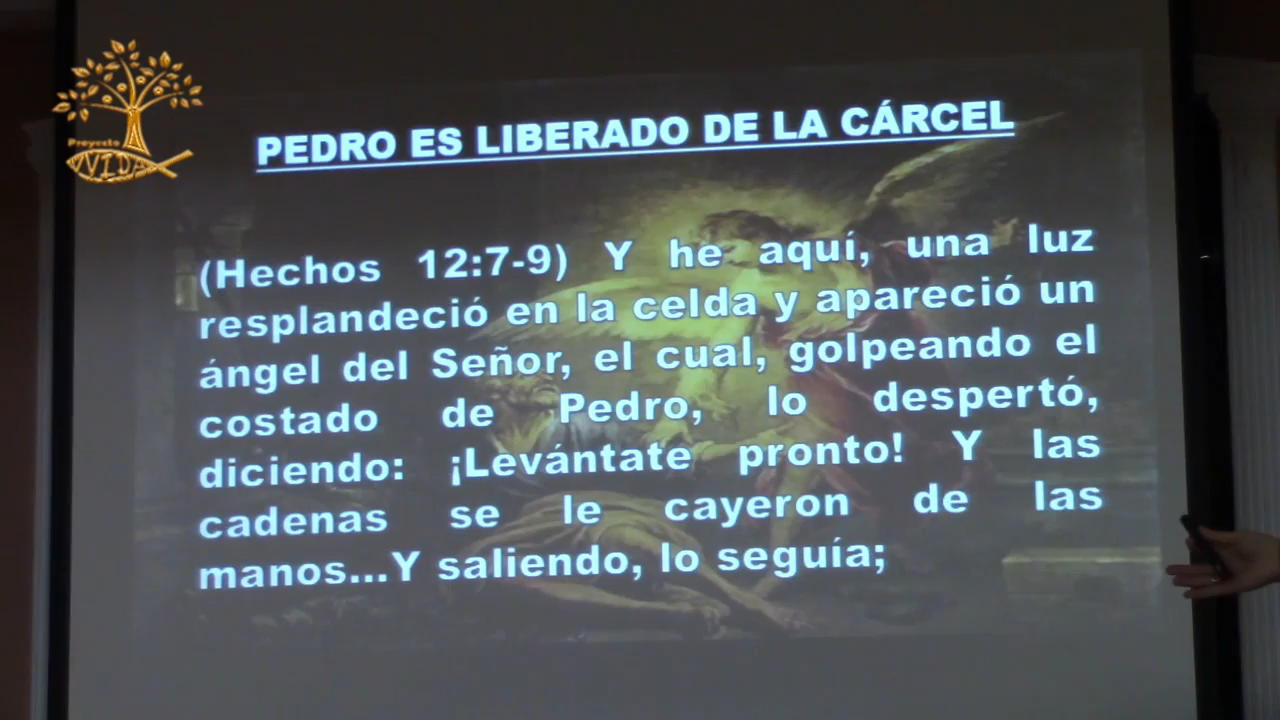 Proyecto
VIDA
PEDRO ES LIBERADO DE LA CÁRCEL
(Hechos 12:7-9) Y he aquí, una luz
resplandeció en la celda y apareció un
ángel del Señor, el cual, golpeando el
costado de Pedro, lo despertó,
diciendo: ¡Levántate pronto! Y las
cadenas se le cayeron de las
manos...Y saliendo, lo seguía;